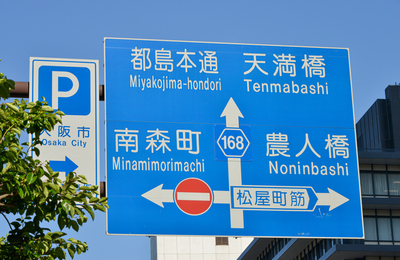 P
大阪市
Osaka City
都島本通 天満橋
Miyakojima-hondori Tenmabashi
168
南森町 農人橋
Minamimorimachi Noninbashi
松屋町筋